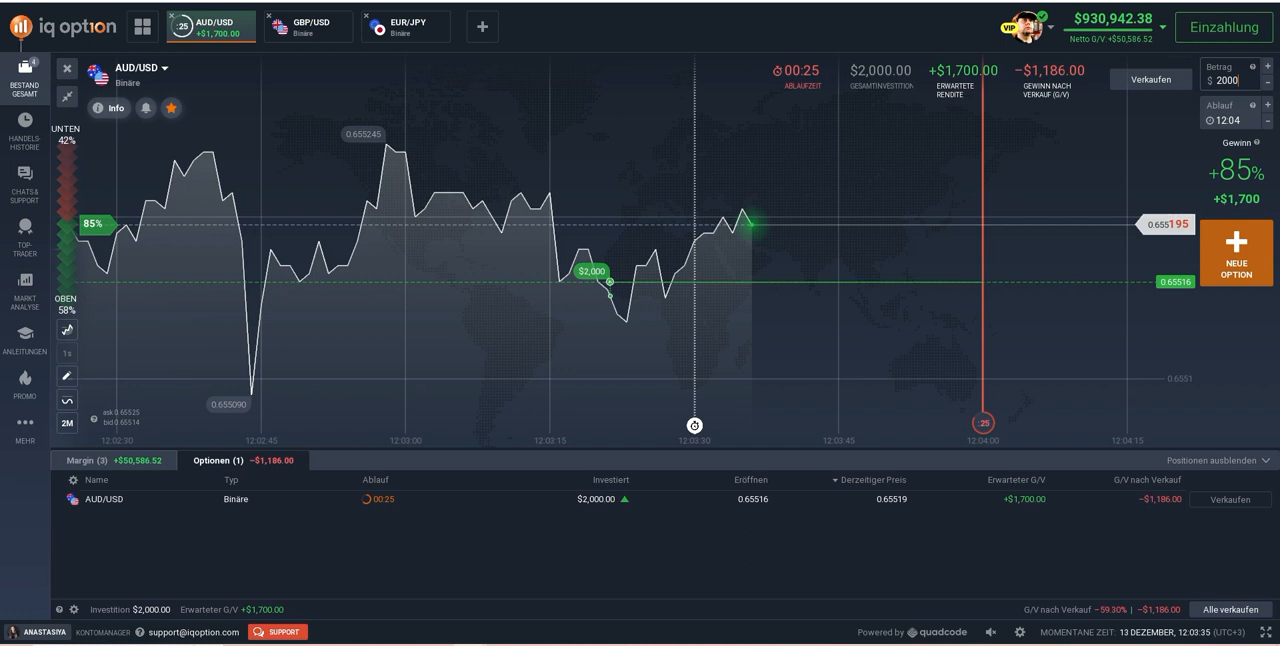 iq option
:25
AUD/USD
+$1,700.00
GBP/USD
Binäre
EUR/JPY
Binäre
VIP
$930,942.38
Netto G/V +$50,586.52
Einzahlung
4
BESTAND
GESAMT
HANDELS-
HISTORIE
CHATS &
SUPPORT
TOP-
TRADER
MARKT
ANALYSE
ANLEITUNGEN
PROMO
MEHR
AUD/USD
Binäre
Info
00:25
ABLAUFZEIT
$2,000.00
GESAMTINVESTITION
+$1,700.00
ERWARTETE
RENDITE
−$1,186.00
GEWINN NACH
VERKAUF (G/V)
Verkaufen
Betrag
$ 2000
Ablauf
12:04
Gewinn
+85%
+$1,700
NEUE
OPTION
UNTEN
42%
85%
OBEN
58%
1s
2M
0.655245
$2,000
0.655090
0.655195
0.65516
0.6551
ask 0.65525
bid 0.65514
:25
12:02:30
12:02:45
12:03:00
12:03:15
12:03:30
12:03:45
12:04:00
12:04:15
Margin (3) +$50,586.52
Optionen (1) −$1,186.00
Positionen ausblenden
Name Typ Ablauf Investiert Eröffnen Derzeitiger Preis Erwarteter G/V G/V nach Verkauf
AUD/USD Binäre 00:25 $2,000.00 0.65516 0.65519 +$1,700.00 −$1,186.00 Verkaufen
Investition $2,000.00 Erwarteter G/V +$1,700.00
G/V nach Verkauf −59.30% | −$1,186.00 Alle verkaufen
ANASTASIYA KONTOMANAGER support@iqoption.com SUPPORT
Powered by quadcode
MOMENTANE ZEIT: 13 DEZEMBER, 12:03:35 (UTC+3)